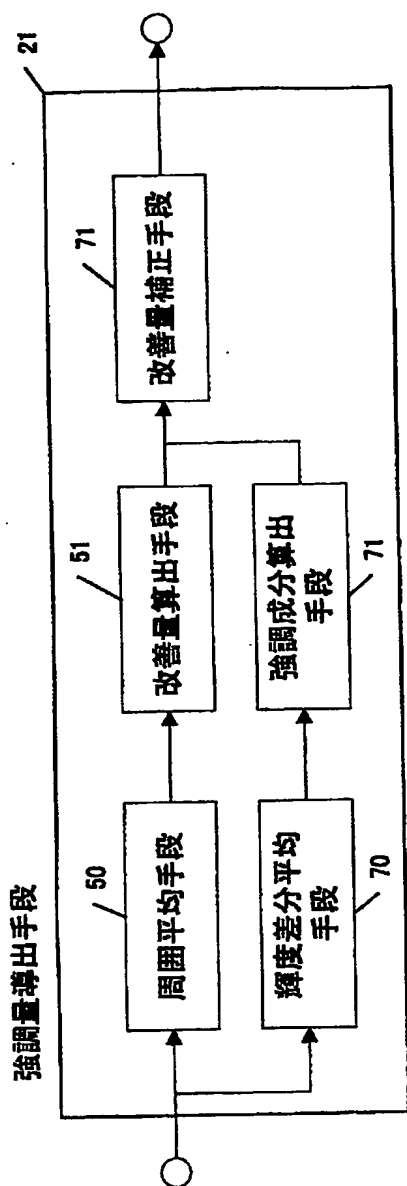 強調量導出手段
21
50
周囲平均手段
51
改善量算出手段
71
改善量補正手段
輝度差分平均
手段
70
強調成分算出
手段
71